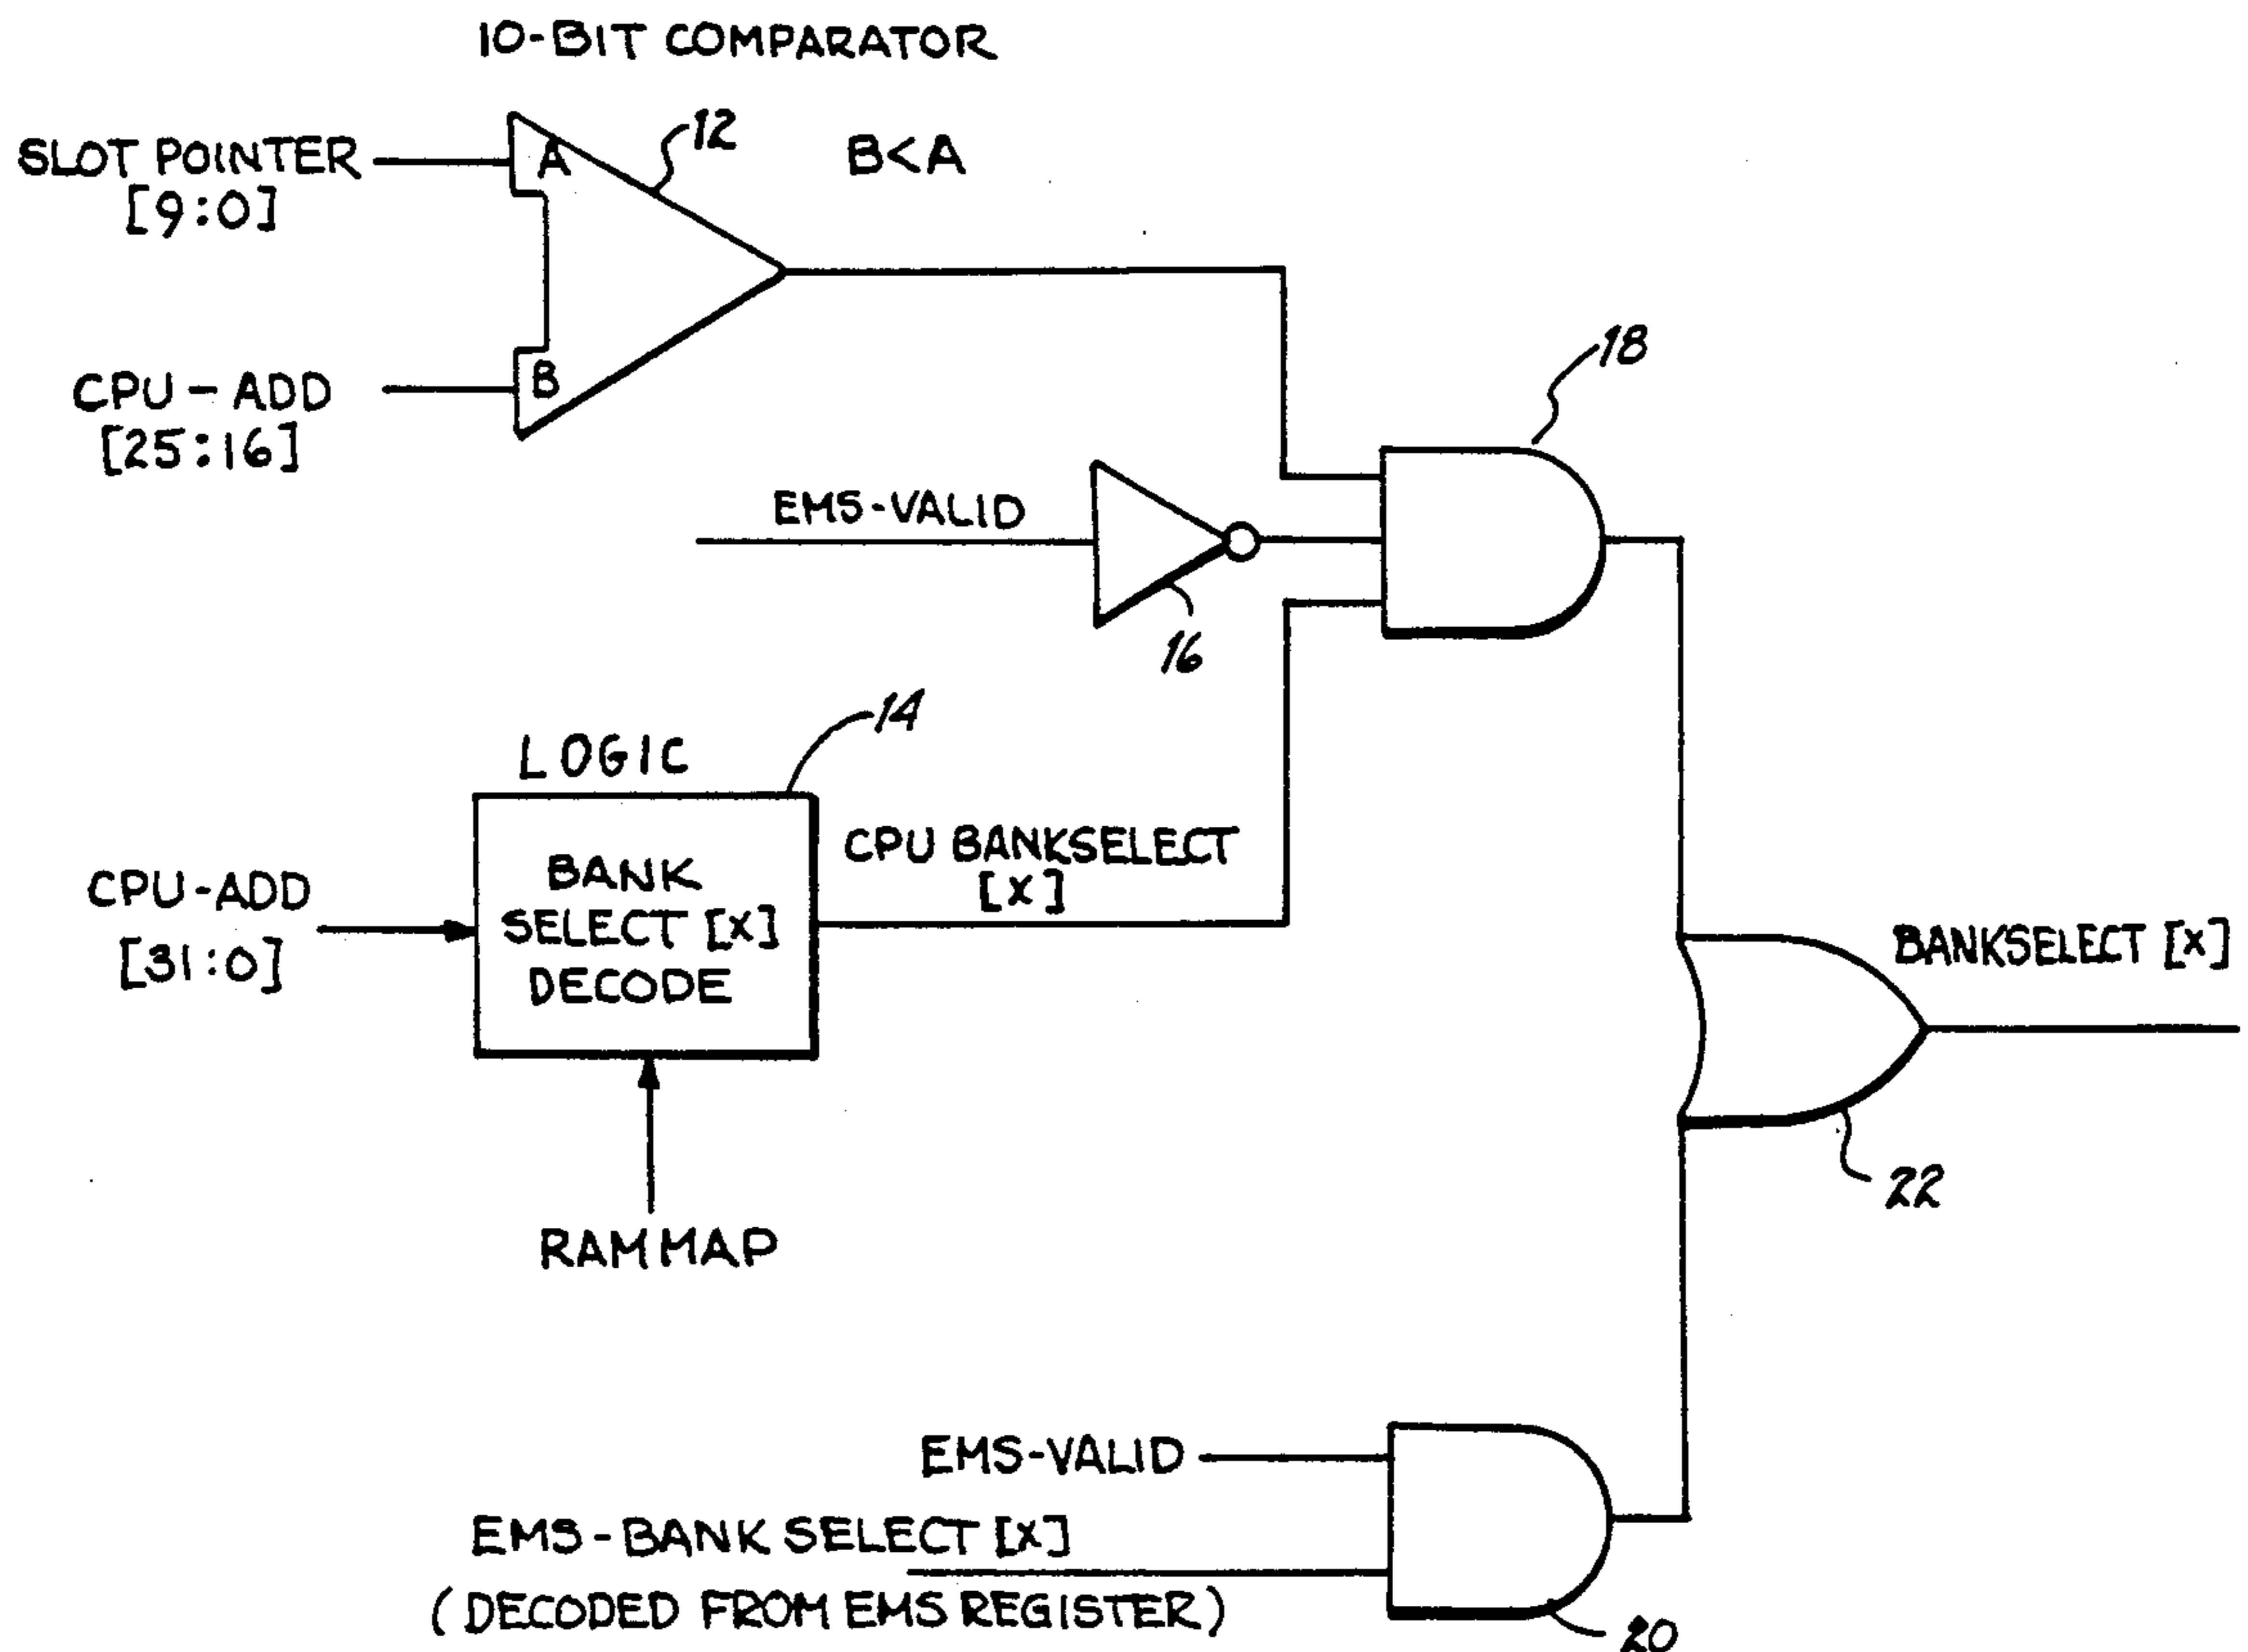 10-BIT COMPARATOR
SLOT POINTER
[9:0]
A
12
B<A
CPU-ADD
[25:16]
B
18
EMS-VALID
16
14
LOGIC
CPU-ADD
[31:0]
BANK
SELECT [X]
DECODE
CPU BANKSELECT
[X]
RAM MAP
BANKSELECT [X]
22
EMS-VALID
EMS-BANK SELECT [X]
(DECODED FROM EMS REGISTER)
20